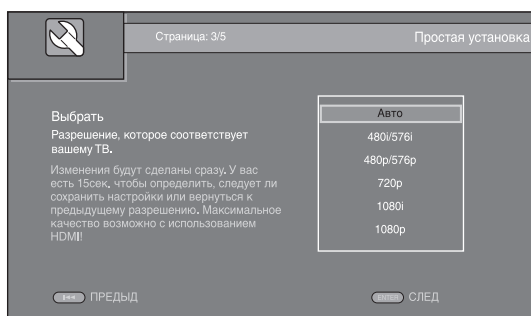 Страница: 3/5
Простая установка
Выбрать
Разрешение, которое соответствует
вашему ТВ.
Изменения будут сделаны сразу. У вас
есть 15сек, чтобы определить, следует ли
сохранить настройки или вернуться к
предыдущему разрешению. Максимальное
качество возможно с использованием
HDMI!
Авто
480i/576i
480p/576p
720p
1080i
1080p
ПРЕДЫД
ENTER СЛЕД